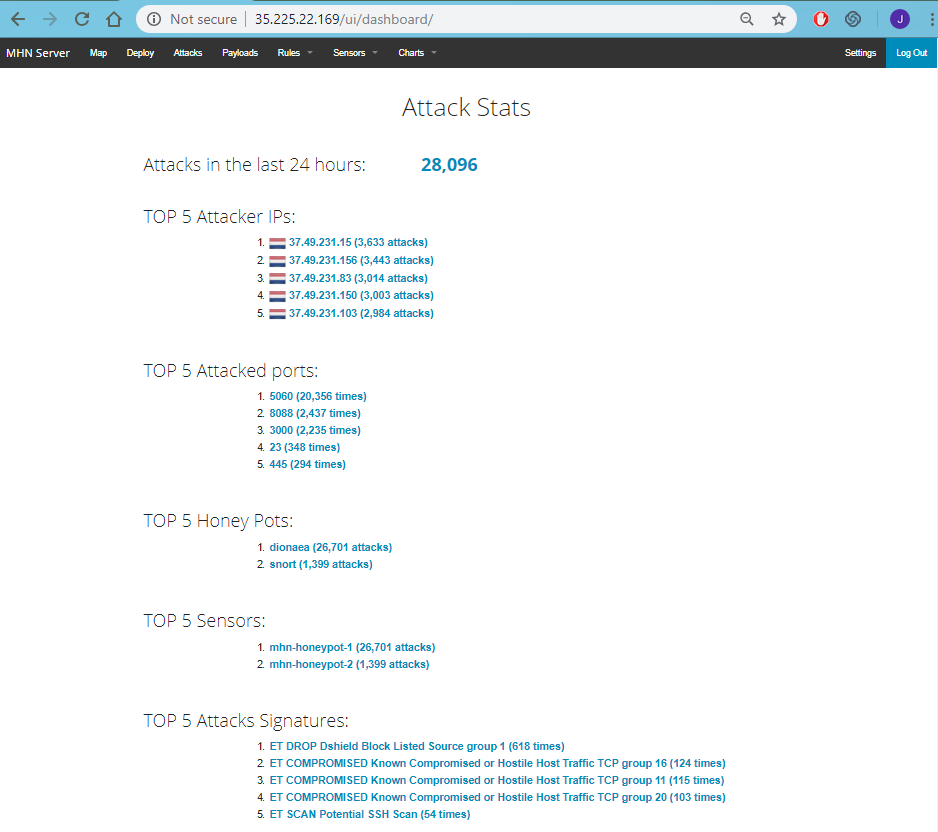 Not secure | 35.225.22.169/ui/dashboard/
J
MHN Server Map Deploy Attacks Payloads Rules Sensors Charts Settings Log Out
Attack Stats
Attacks in the last 24 hours: 28,096
TOP 5 Attacker IPs:
1. 37.49.231.15 (3,633 attacks)
2. 37.49.231.156 (3,443 attacks)
3. 37.49.231.83 (3,014 attacks)
4. 37.49.231.150 (3,003 attacks)
5. 37.49.231.103 (2,984 attacks)
TOP 5 Attacked ports:
1. 5060 (20,356 times)
2. 8088 (2,437 times)
3. 3000 (2,235 times)
4. 23 (348 times)
5. 445 (294 times)
TOP 5 Honey Pots:
1. dionaea (26,701 attacks)
2. snort (1,399 attacks)
TOP 5 Sensors:
1. mhn-honeypot-1 (26,701 attacks)
2. mhn-honeypot-2 (1,399 attacks)
TOP 5 Attacks Signatures:
1. ET DROP Dshield Block Listed Source group 1 (618 times)
2. ET COMPROMISED Known Compromised or Hostile Host Traffic TCP group 16 (124 times)
3. ET COMPROMISED Known Compromised or Hostile Host Traffic TCP group 11 (115 times)
4. ET COMPROMISED Known Compromised or Hostile Host Traffic TCP group 20 (103 times)
5. ET SCAN Potential SSH Scan (54 times)